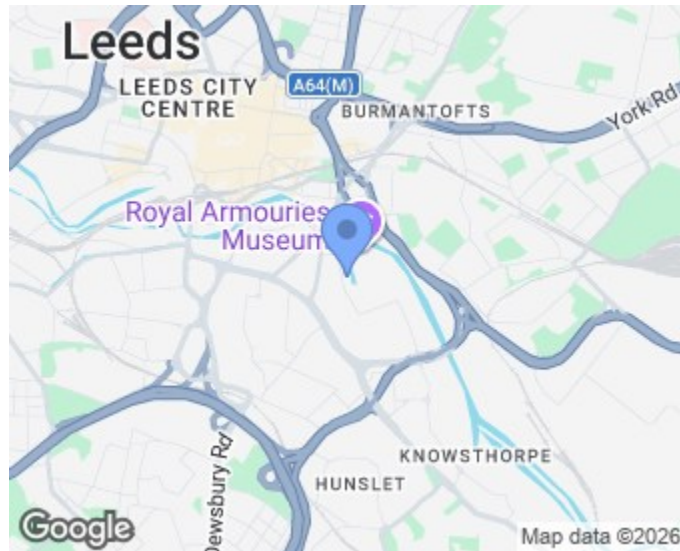 Leeds
LEEDS CITY
CENTRE
A64(M)
BURMANTOFTS
York Rd
Royal Armouries
Museum
KNOWSTHORPE
Dewsbury Rd
HUNSLET
Google
Map data ©2026